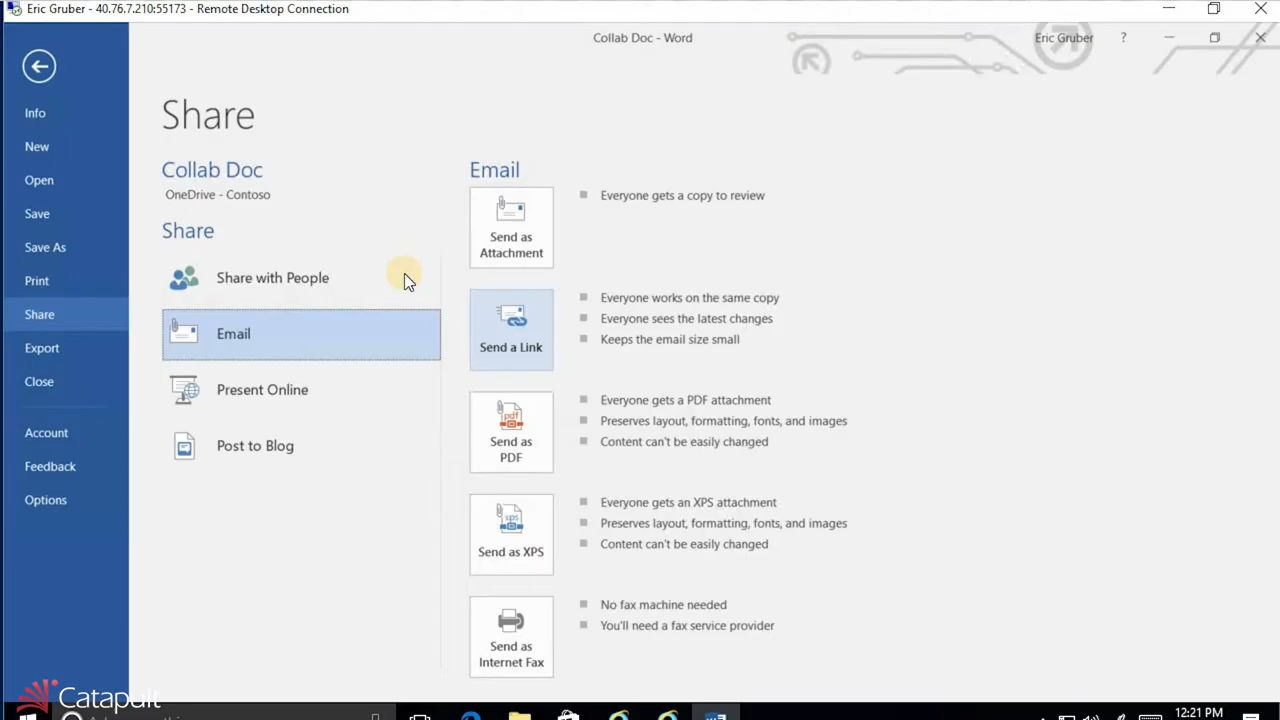 Eric Gruber - 40.76.7.210:55173 - Remote Desktop Connection
Collab Doc - Word
Eric Gruber
?
Info
New
Open
Save
Save As
Print
Share
Export
Close
Account
Feedback
Options
Share
Collab Doc
OneDrive - Contoso
Share
Share with People
Email
Present Online
Post to Blog
Email
Send as
Attachment
Everyone gets a copy to review
Send a Link
Everyone works on the same copy
Everyone sees the latest changes
Keeps the email size small
pdf
Send as
PDF
Everyone gets a PDF attachment
Preserves layout, formatting, fonts, and images
Content can't be easily changed
xps
Send as XPS
Everyone gets an XPS attachment
Preserves layout, formatting, fonts, and images
Content can't be easily changed
Send as
Internet Fax
No fax machine needed
You'll need a fax service provider
Catapult
12:21 PM